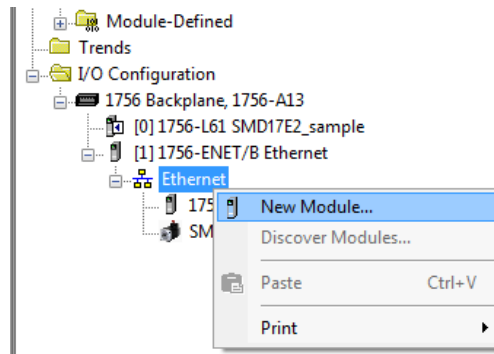 Module-Defined
Trends
I/O Configuration
1756 Backplane, 1756-A13
[0] 1756-L61 SMD17E2_sample
[1] 1756-ENET/B Ethernet
Ethernet
175
New Module...
SM
Discover Modules...
Paste Ctrl+V
Print